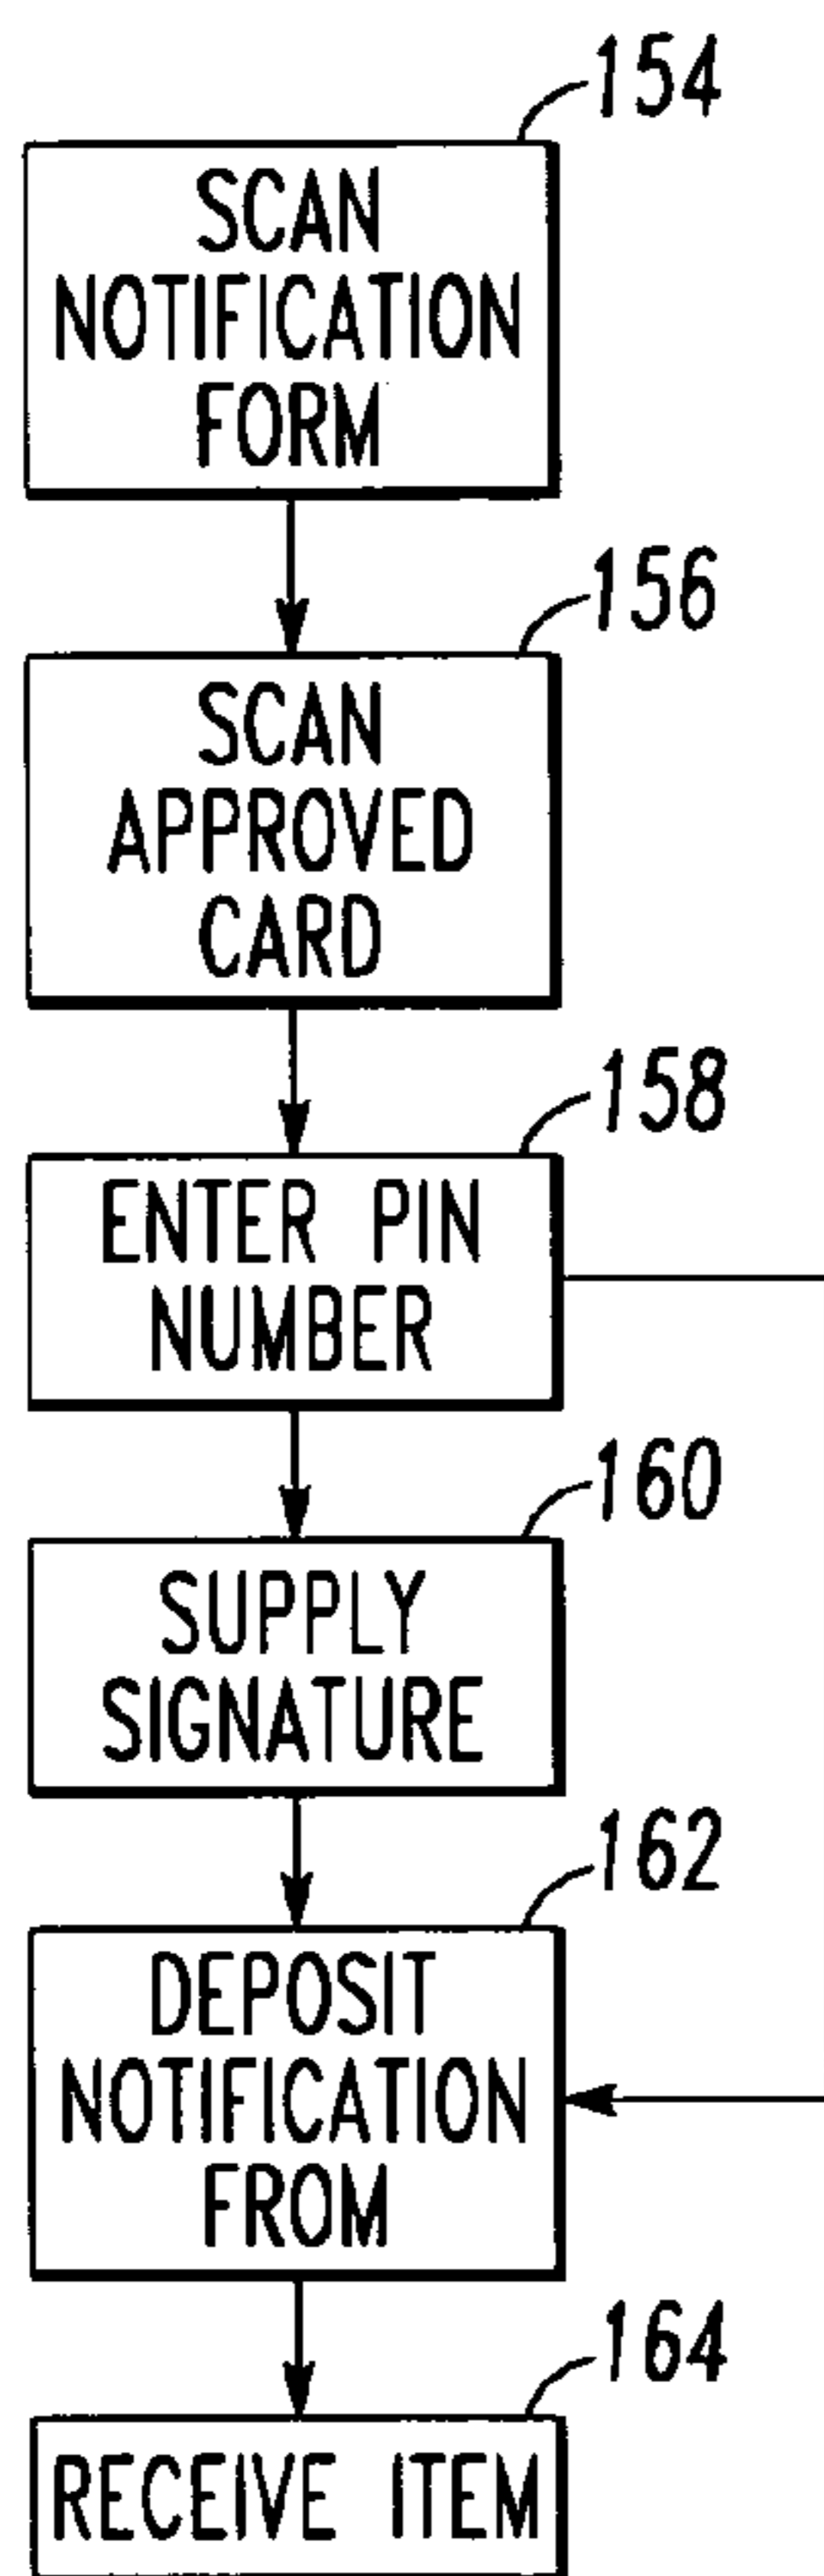 154
SCAN
NOTIFICATION
FORM
156
SCAN
APPROVED
CARD
158
ENTER PIN
NUMBER
160
SUPPLY
SIGNATURE
162
DEPOSIT
NOTIFICATION
FROM
164
RECEIVE ITEM